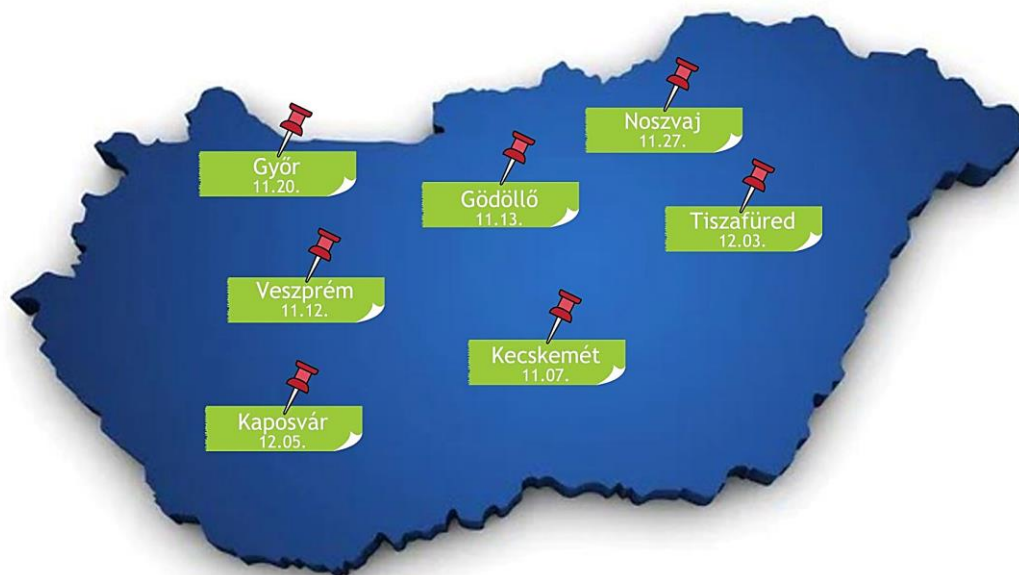 Noszvaj
11.27.
Győr
11.20.
Gödöllő
11.13.
Tiszafüred
12.03.
Veszprém
11.12.
Kecskemét
11.07.
Kaposvár
12.05.